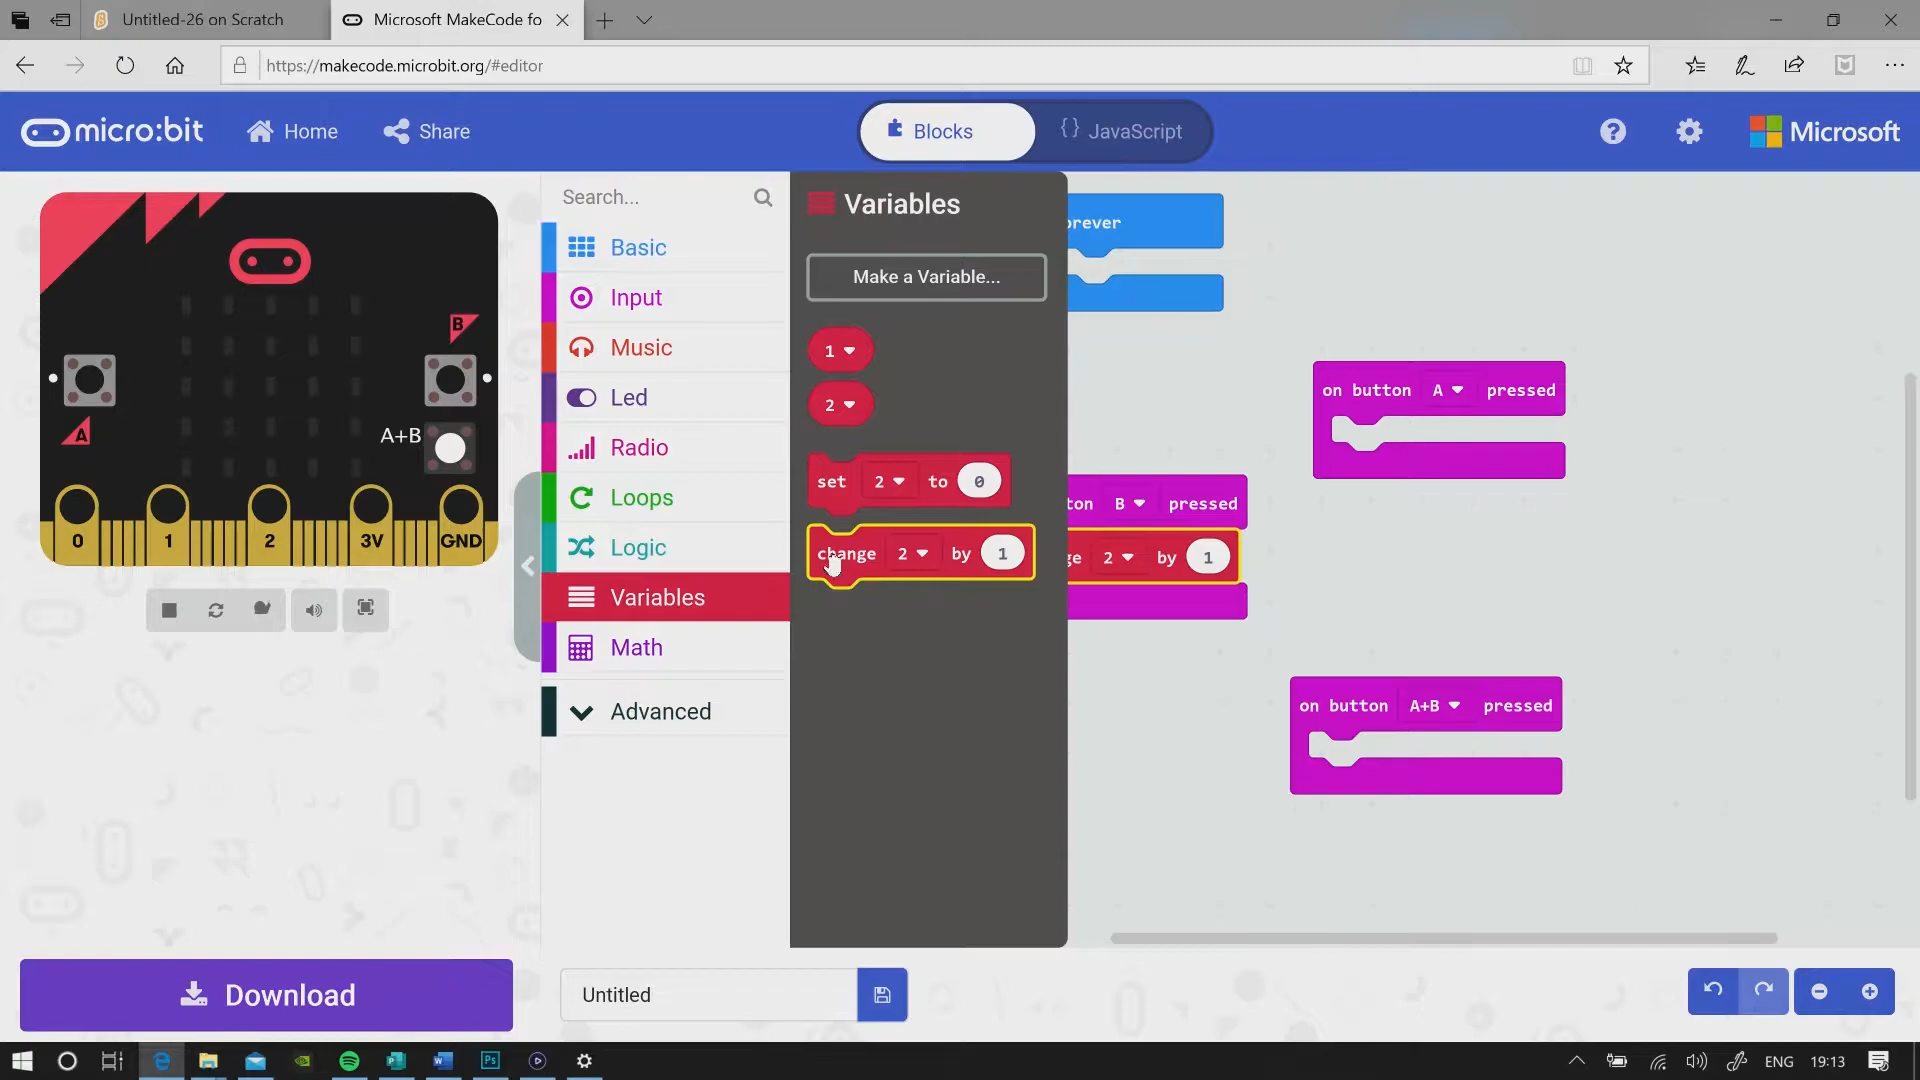 Untitled-26 on Scratch
Microsoft MakeCode fo
https://makecode.microbit.org/#editor
micro:bit
Home
Share
Blocks
{} JavaScript
?
Microsoft
B
A
A+B
0 1 2 3V GND
Search...
Basic
Input
Music
Led
Radio
Loops
Logic
Variables
Math
Advanced
Variables
Make a Variable...
1
2
set 2 to 0
change 2 by 1
orever
on button A pressed
ton B pressed
ge 2 by 1
on button A+B pressed
Download
Untitled
Ps
ENG 19:13